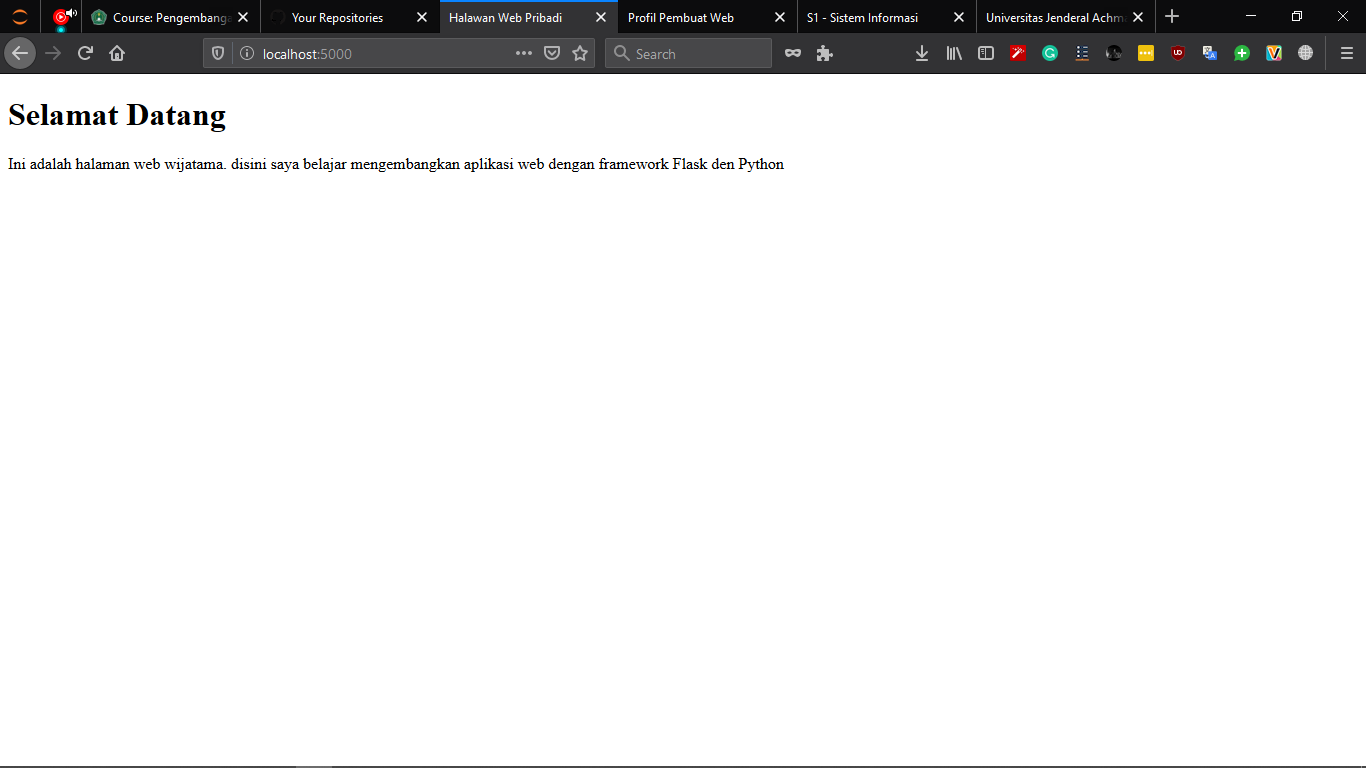 Course: Pengembanga
Your Repositories
Halawan Web Pribadi
Profil Pembuat Web
S1 - Sistem Informasi
Universitas Jenderal Achma
localhost:5000
Search
Selamat Datang
Ini adalah halaman web wijatama. disini saya belajar mengembangkan aplikasi web dengan framework Flask den Python